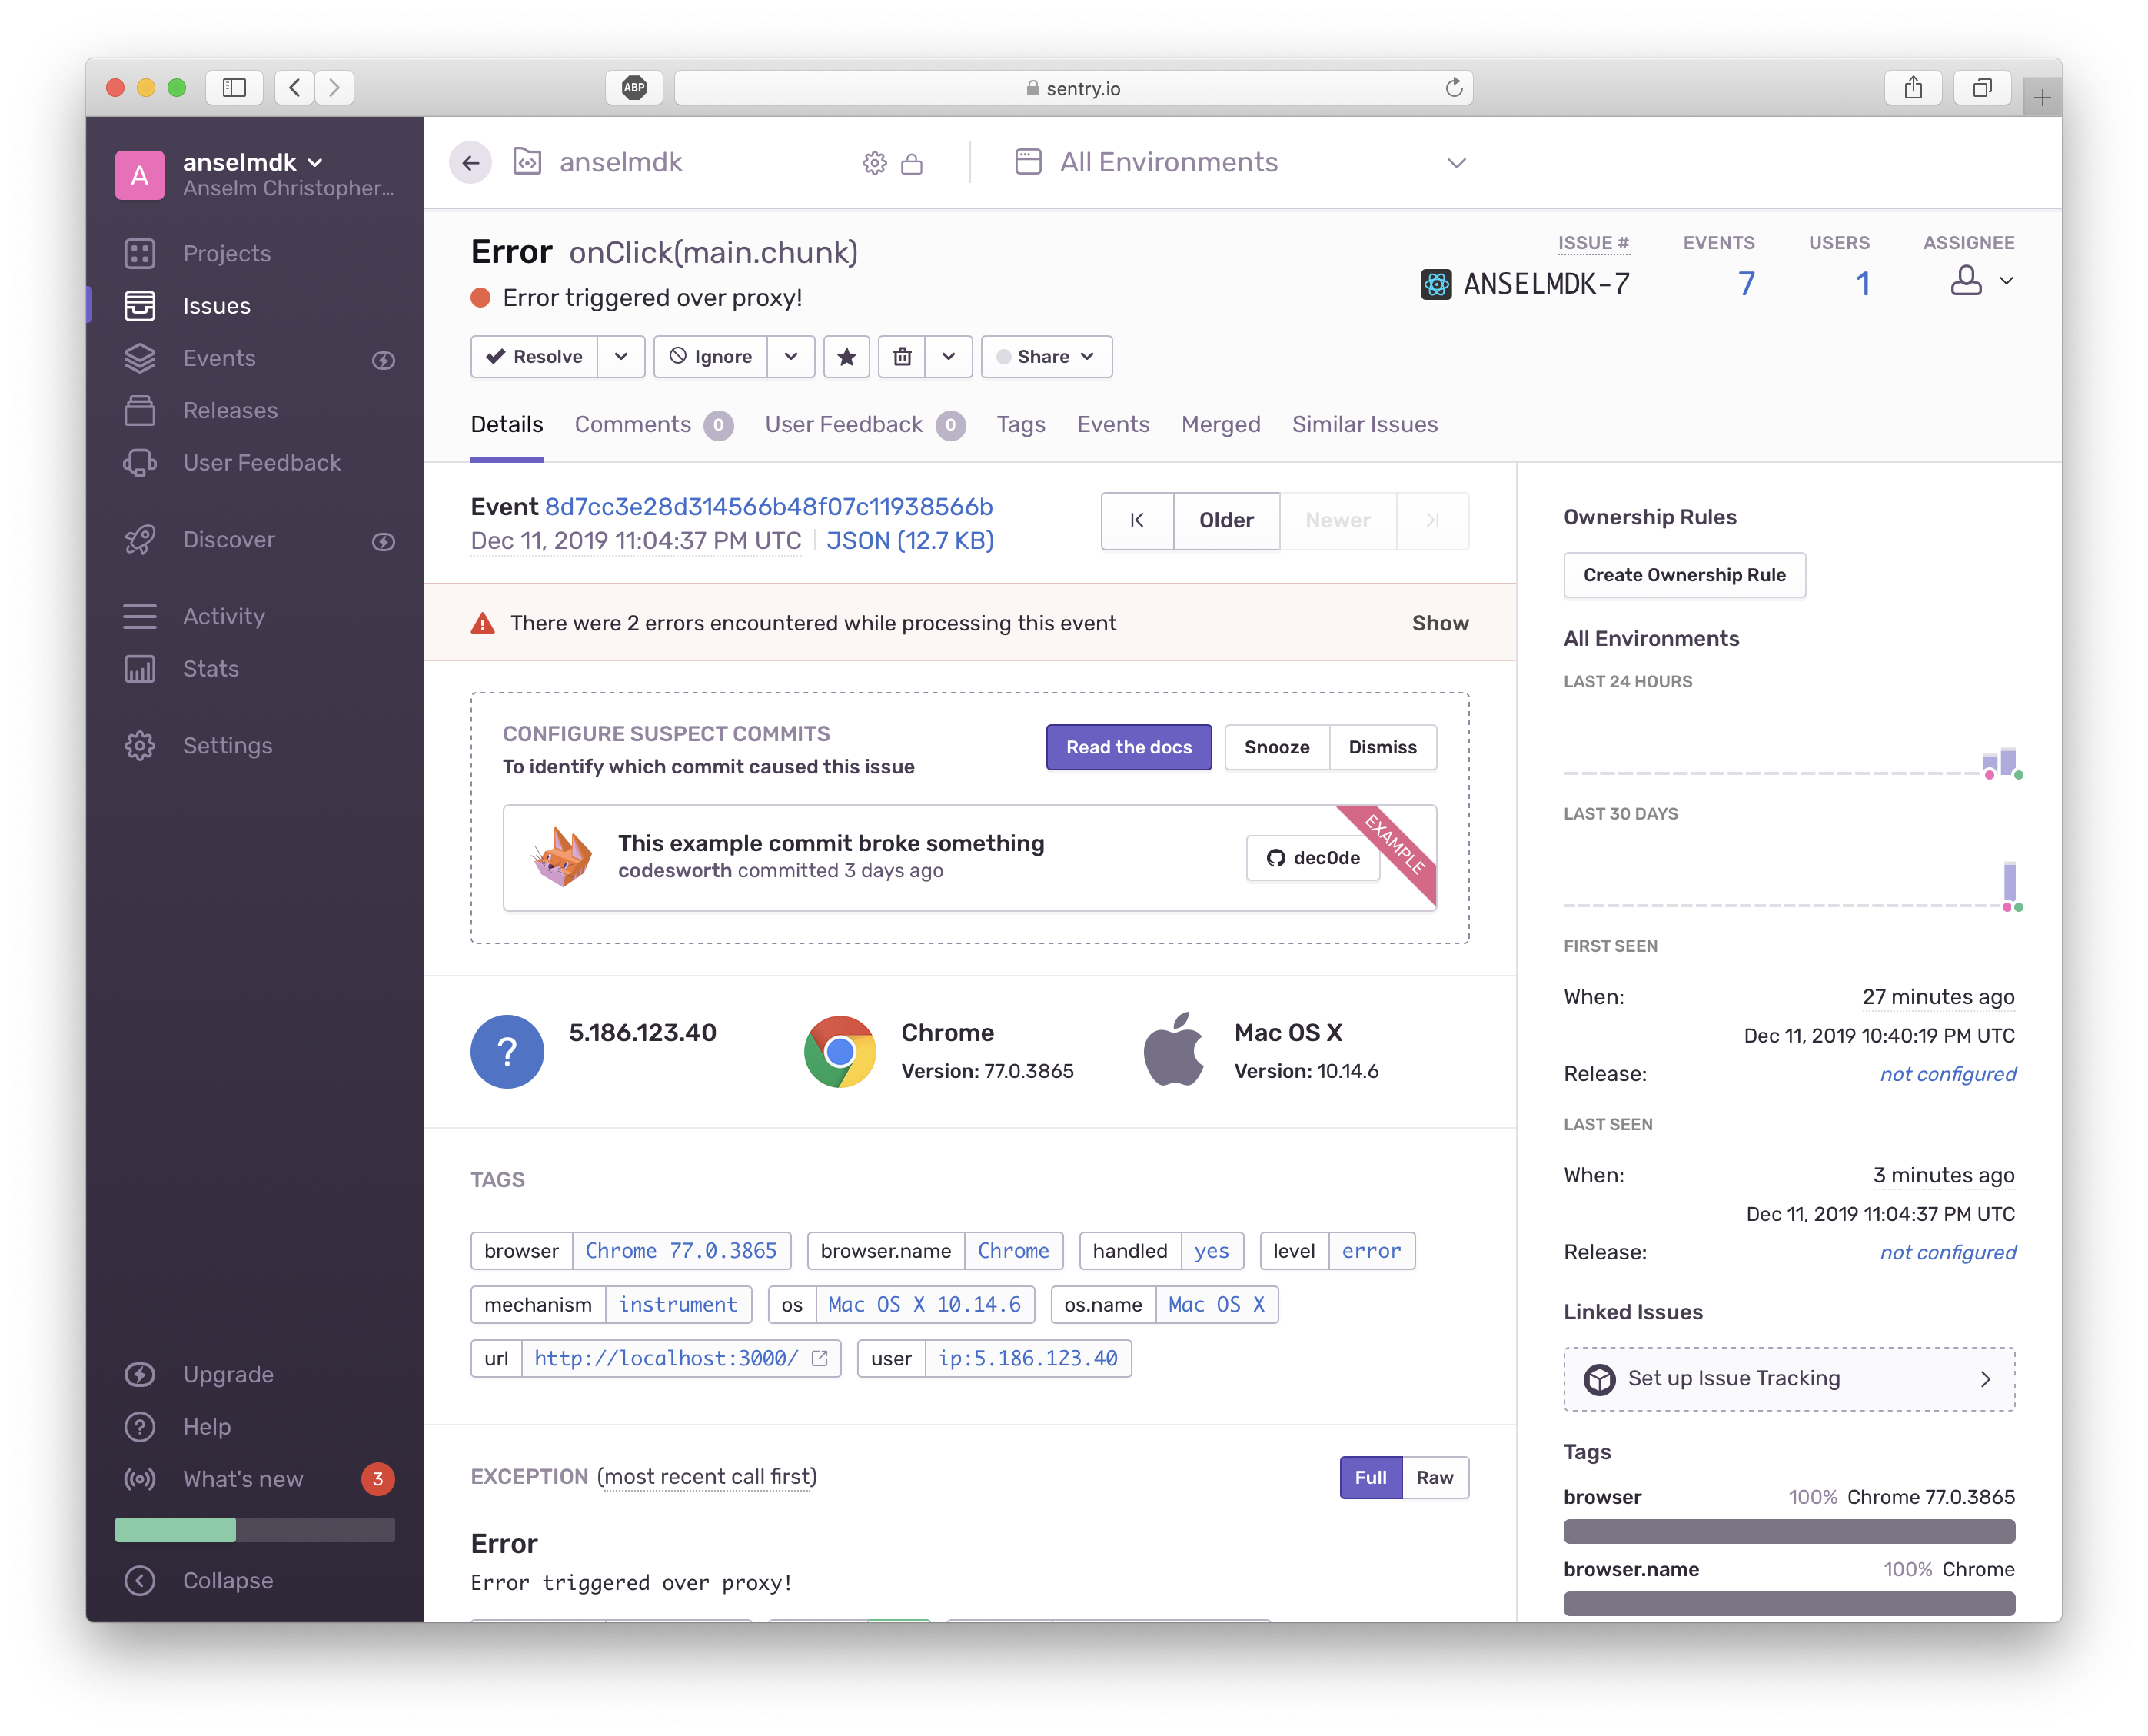 ABP
sentry.io
A
anselmdk
Anselm Christopher...
Projects
Issues
Events
Releases
User Feedback
Discover
Activity
Stats
Settings
Upgrade
Help
What's new 3
Collapse
anselmdk
All Environments
Error onClick(main.chunk)
Error triggered over proxy!
ISSUE # EVENTS USERS ASSIGNEE
ANSELMDK-7 7 1
Resolve Ignore Share
Details Comments 0 User Feedback 0 Tags Events Merged Similar Issues
Event 8d7cc3e28d314566b48f07c11938566b
Dec 11, 2019 11:04:37 PM UTC JSON (12.7 KB)
Older Newer
There were 2 errors encountered while processing this event Show
CONFIGURE SUSPECT COMMITS
To identify which commit caused this issue
Read the docs Snooze Dismiss
This example commit broke something
codesworth committed 3 days ago
dec0de
EXAMPLE
?
5.186.123.40
Chrome
Version: 77.0.3865
Mac OS X
Version: 10.14.6
TAGS
browser Chrome 77.0.3865 browser.name Chrome handled yes level error
mechanism instrument os Mac OS X 10.14.6 os.name Mac OS X
url http://localhost:3000/ user ip:5.186.123.40
EXCEPTION (most recent call first) Full Raw
Error
Error triggered over proxy!
Ownership Rules
Create Ownership Rule
All Environments
LAST 24 HOURS
LAST 30 DAYS
FIRST SEEN
When: 27 minutes ago
Dec 11, 2019 10:40:19 PM UTC
Release: not configured
LAST SEEN
When: 3 minutes ago
Dec 11, 2019 11:04:37 PM UTC
Release: not configured
Linked Issues
Set up Issue Tracking
Tags
browser 100% Chrome 77.0.3865
browser.name 100% Chrome